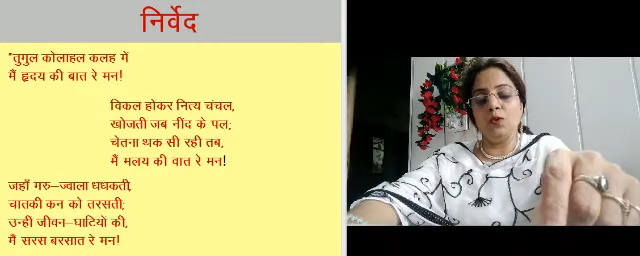 निर्वेद
"तुमुल कोलाहल कलह में
मैं हृदय की बात रे मन!
विकल होकर नित्य चंचल,
खोजती जब नींद के पल;
चेतना थक सी रही तब,
मैं मलय की वात रे मन!
जहाँ मरु–ज्वाला धधकती,
चातकी कन को तरसती;
उन्ही जीवन–घाटियो की,
मैं सरस बरसात रे मन!